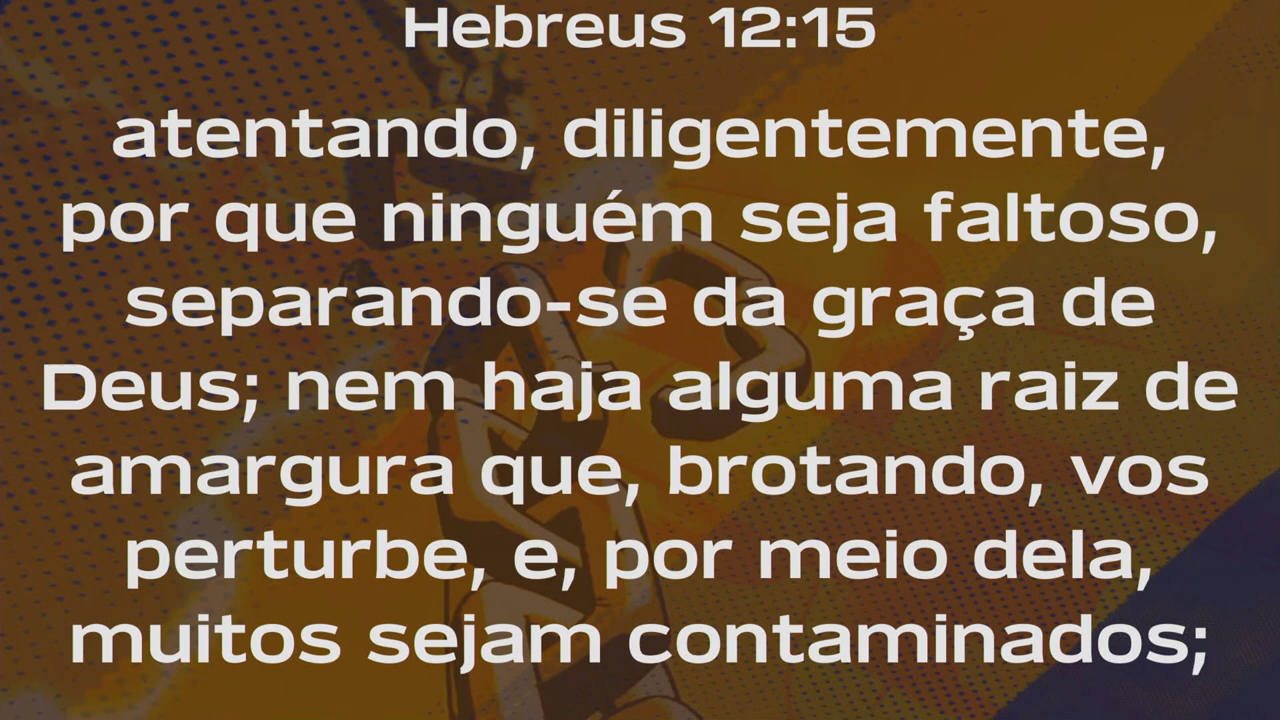 Hebreus 12:15
atentando, diligentemente,
por que ninguém seja faltoso,
separando-se da graça de
Deus; nem haja alguma raiz de
amargura que, brotando, vos
perturbe, e, por meio dela,
muitos sejam contaminados;